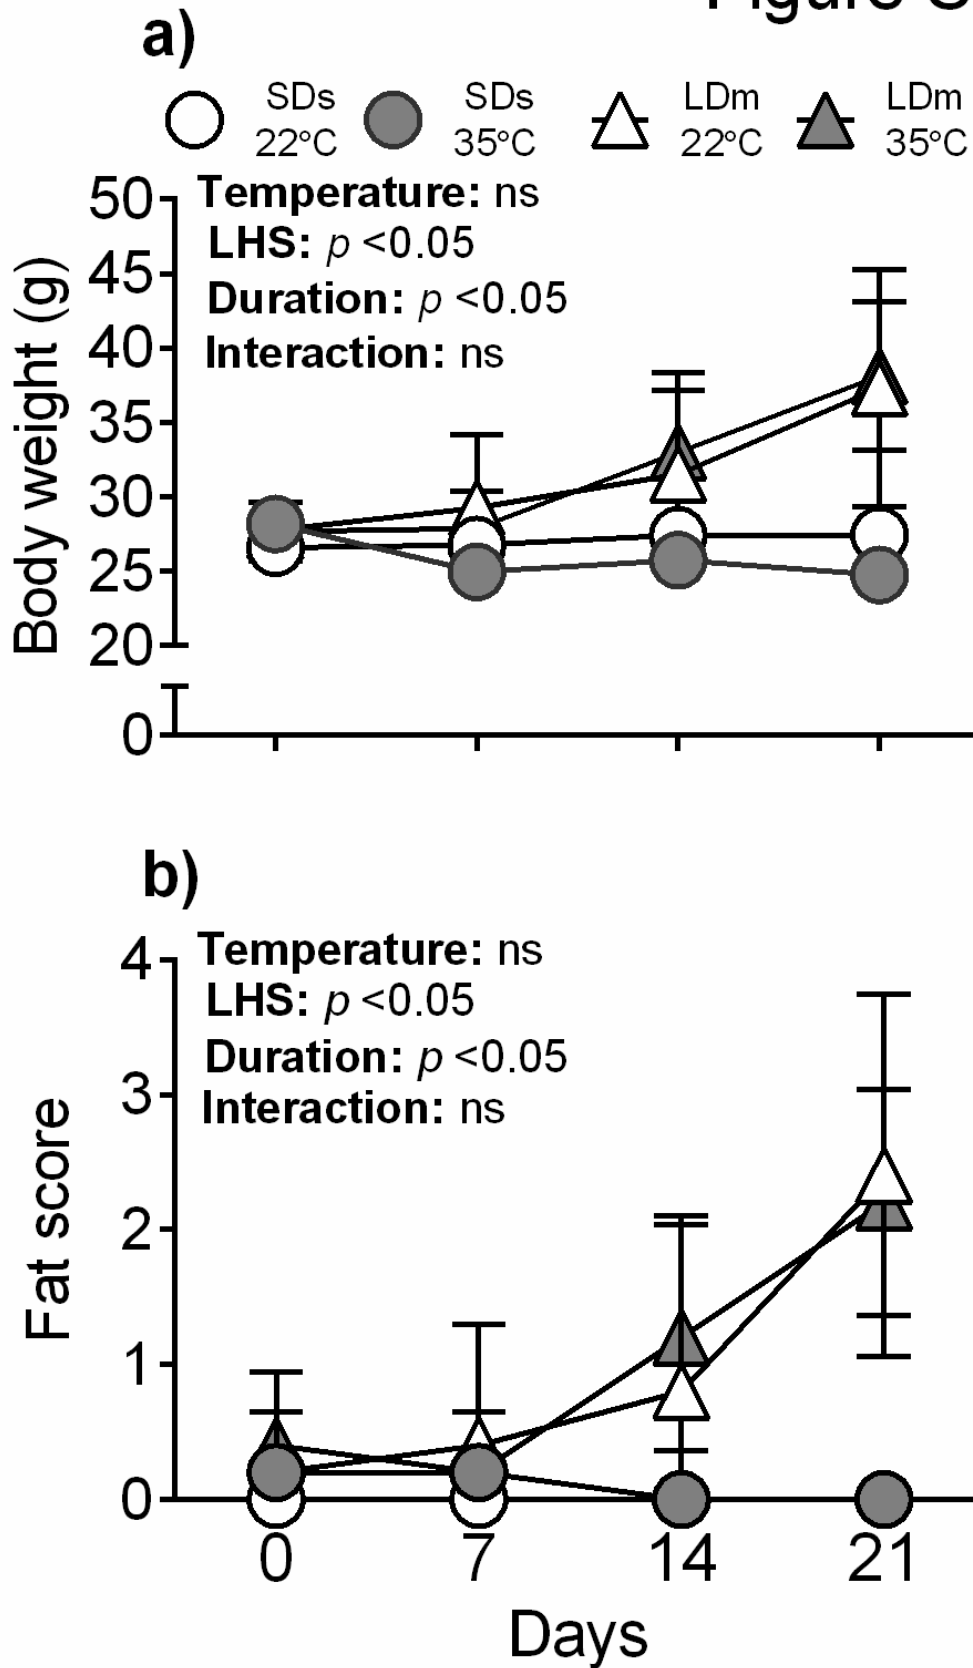 Figure S
a)
SDs SDs LDm LDm
22°C 35°C 22°C 35°C
50
45
40
35
30
25
20
0
Body weight (g)
Temperature: ns
LHS: p <0.05
Duration: p <0.05
Interaction: ns
b)
4
3
2
1
0
Fat score
Temperature: ns
LHS: p <0.05
Duration: p <0.05
Interaction: ns
0 7 14 21
Days